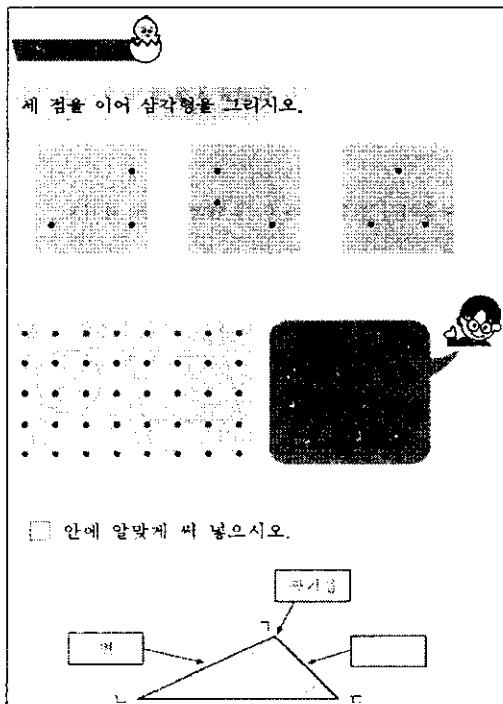 세 점을 이어 삼각형을 그리시오.
안에 알맞게 써 넣으시오.
꼭지점
ㄱ
변
ㄴ
ㄷ